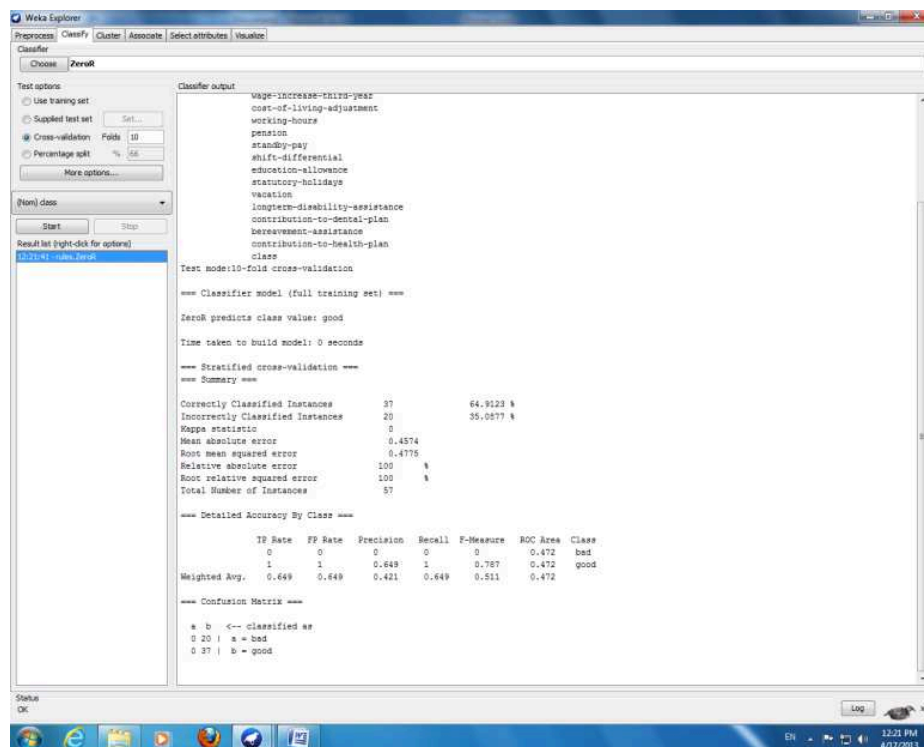 Weka Explorer
Preprocess Classify Cluster Associate Select attributes Visualize
Classifier
Choose ZeroR
Test options
Use training set
Supplied test set Set...
Cross-validation Folds 10
Percentage split % 66
More options...
(Nom) class
Start Stop
Result list (right-click for options)
12:21:41 - rules.ZeroR
Classifier output
wage-increase-third-year
cost-of-living-adjustment
working-hours
pension
standby-pay
shift-differential
education-allowance
statutory-holidays
vacation
longterm-disability-assistance
contribution-to-dental-plan
bereavement-assistance
contribution-to-health-plan
class
Test mode:10-fold cross-validation
=== Classifier model (full training set) ===
ZeroR predicts class value: good
Time taken to build model: 0 seconds
=== Stratified cross-validation ===
=== Summary ===
Correctly Classified Instances 37 64.9123 %
Incorrectly Classified Instances 20 35.0877 %
Kappa statistic 0
Mean absolute error 0.4574
Root mean squared error 0.4775
Relative absolute error 100 %
Root relative squared error 100 %
Total Number of Instances 57
=== Detailed Accuracy By Class ===
TP Rate FP Rate Precision Recall F-Measure ROC Area Class
0 0 0 0 0 0.472 bad
1 1 0.649 1 0.787 0.472 good
Weighted Avg. 0.649 0.649 0.421 0.649 0.511 0.472
=== Confusion Matrix ===
a b <-- classified as
0 20 | a = bad
0 37 | b = good
Status
OK
Log
x
EN
12:21 PM